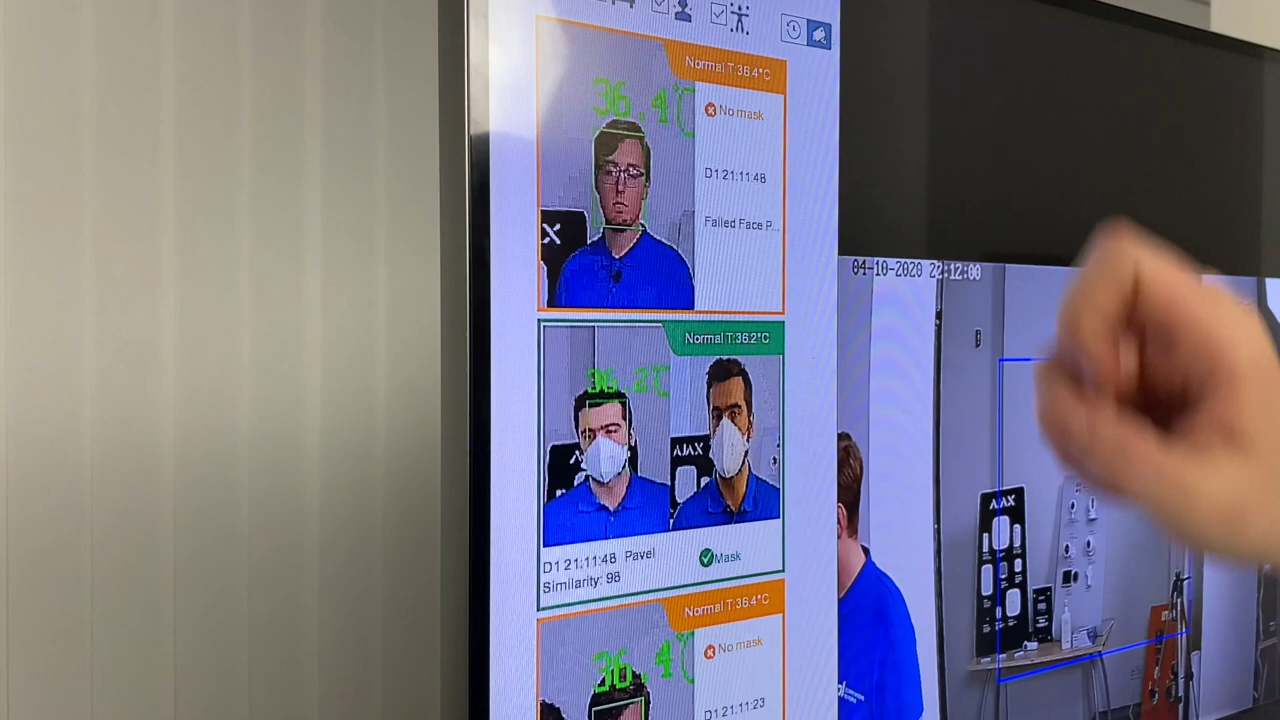 Normal T:36.4°C
36.4℃
No mask
D1 21:11:48
Failed Face P...
X
Normal T:36.2°C
36.2℃
AJAX
D1 21:11:48 Pavel
Mask
Similarity: 98
Normal T:36.4°C
36.4℃
No mask
D1 21:11:23
04-10-2020 22:12:00
AJAX